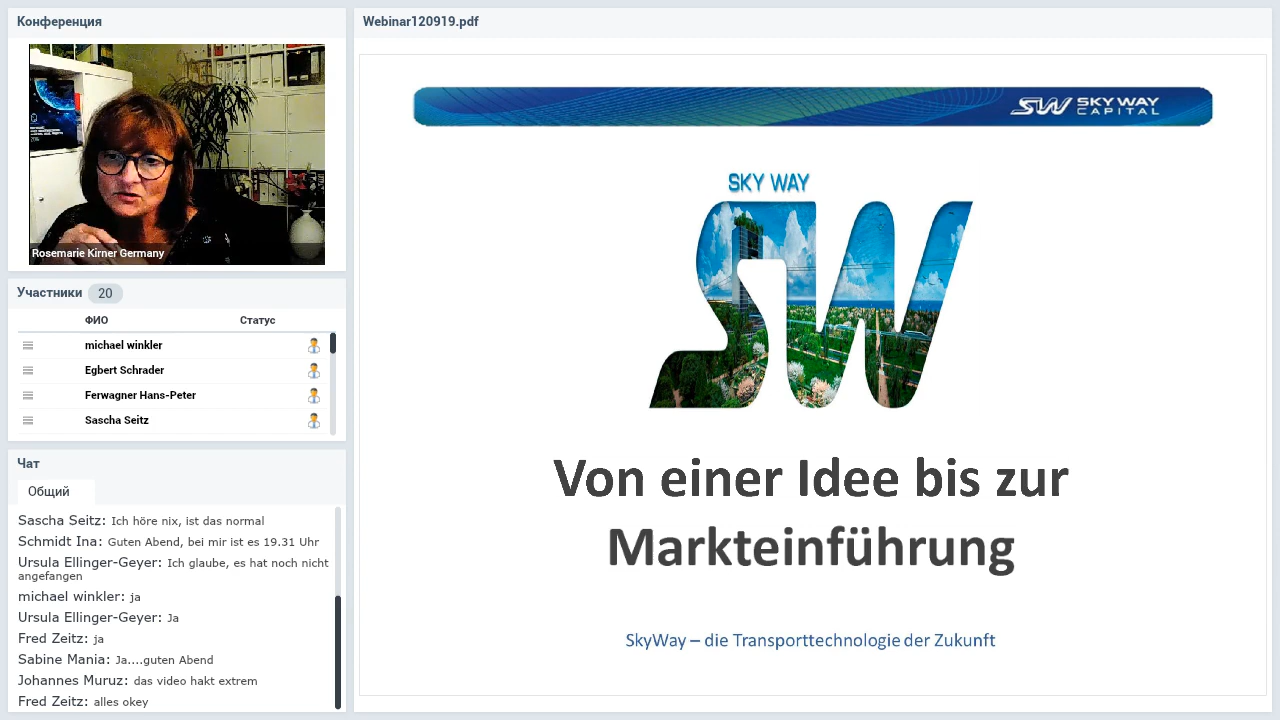 Конференция
Rosemarie Kirner Germany
Участники 20
ФИО Статус
michael winkler
Egbert Schrader
Ferwagner Hans-Peter
Sascha Seitz
Чат
Общий
Sascha Seitz: Ich höre nix, ist das normal
Schmidt Ina: Guten Abend, bei mir ist es 19.31 Uhr
Ursula Ellinger-Geyer: Ich glaube, es hat noch nicht
angefangen
michael winkler: ja
Ursula Ellinger-Geyer: Ja
Fred Zeitz: ja
Sabine Mania: Ja....guten Abend
Johannes Muruz: das video hakt extrem
Fred Zeitz: alles okey
Webinar120919.pdf
SW SKY WAY
CAPITAL
SKY WAY
SW
Von einer Idee bis zur
Markteinführung
SkyWay – die Transporttechnologie der Zukunft